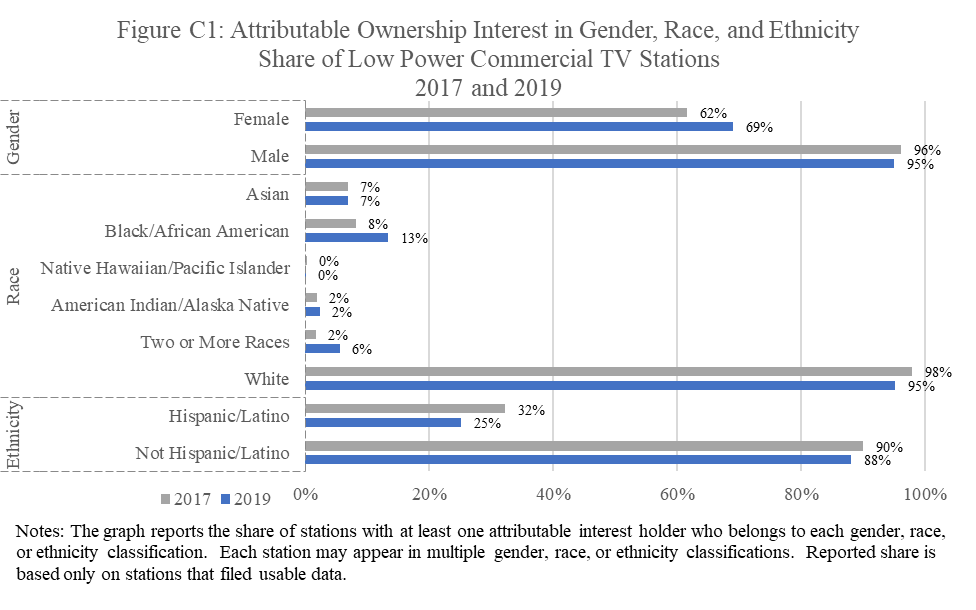 Figure C1: Attributable Ownership Interest in Gender, Race, and Ethnicity
Share of Low Power Commercial TV Stations
2017 and 2019
Gender
Female
62%
69%
Male
96%
95%
Race
Asian
7%
7%
Black/African American
8%
13%
Native Hawaiian/Pacific Islander
0%
0%
American Indian/Alaska Native
2%
2%
Two or More Races
2%
6%
White
98%
95%
Ethnicity
Hispanic/Latino
32%
25%
Not Hispanic/Latino
90%
88%
2017 2019
0% 20% 40% 60% 80% 100%
Notes: The graph reports the share of stations with at least one attributable interest holder who belongs to each gender, race,
or ethnicity classification. Each station may appear in multiple gender, race, or ethnicity classifications. Reported share is
based only on stations that filed usable data.